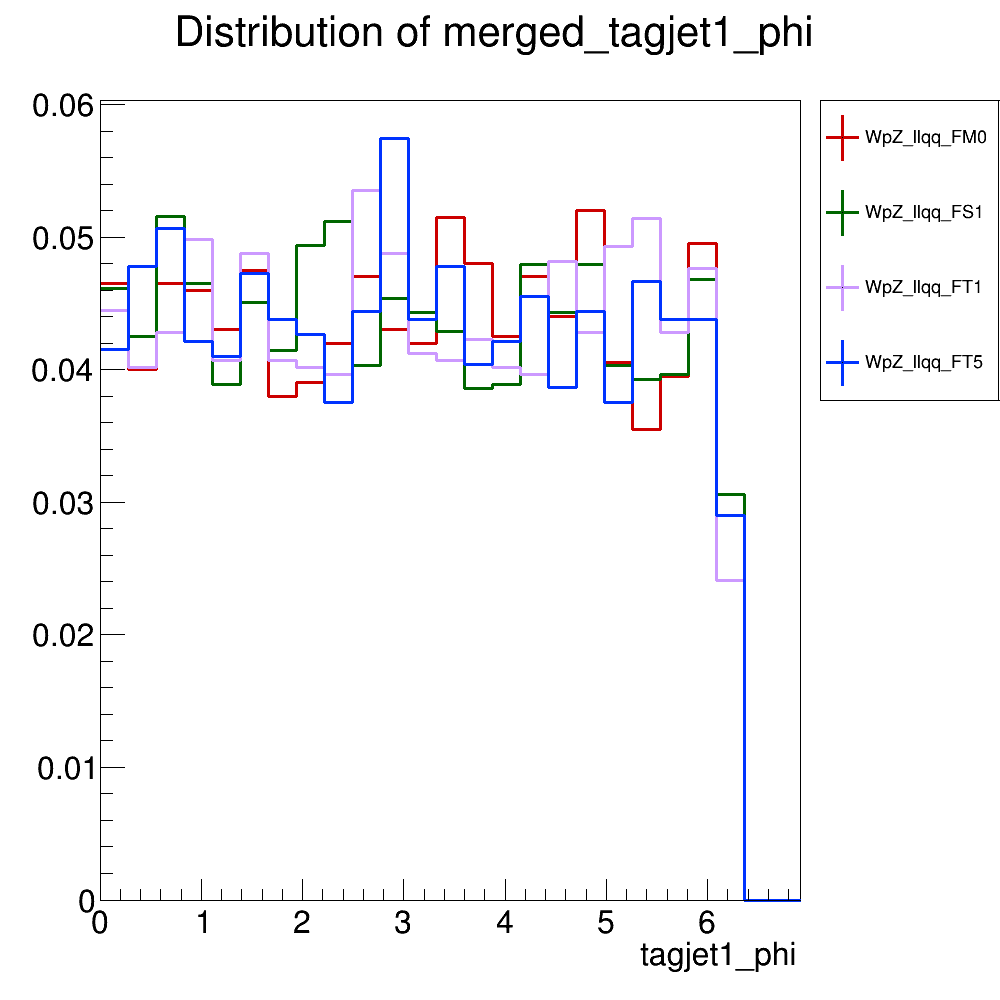 Distribution of merged_tagjet1_phi
0.06
0.05
0.04
0.03
0.02
0.01
0
0 1 2 3 4 5 6
tagjet1_phi
WpZ_llqq_FM0
WpZ_llqq_FS1
WpZ_llqq_FT1
WpZ_llqq_FT5